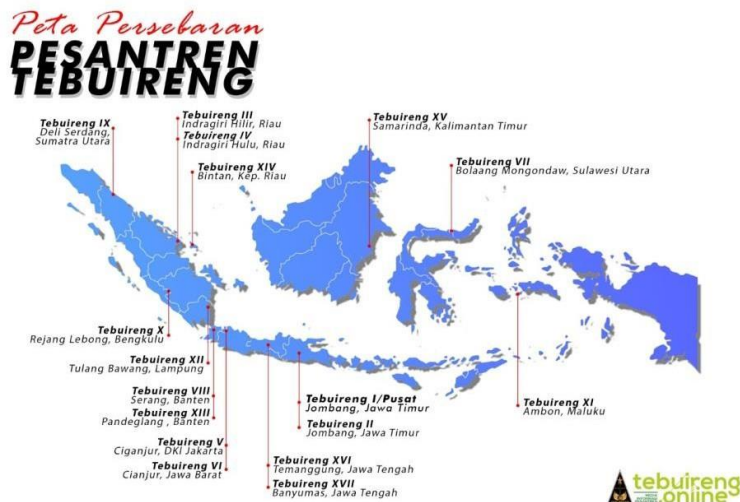 Peta Persebaran
PESANTREN
TEBUIRENG
Tebuireng IX
Deli Serdang,
Sumatra Utara
Tebuireng III
Indragiri Hilir, Riau
Tebuireng IV
Indragiri Hulu, Riau
Tebuireng XIV
Bintan, Kep. Riau
Tebuireng XV
Samarinda, Kalimantan Timur
Tebuireng VII
Bolaang Mongondaw, Sulawesi Utara
Tebuireng X
Rejang Lebong, Bengkulu
Tebuireng XII
Tulang Bawang, Lampung
Tebuireng VIII
Serang, Banten
Tebuireng XIII
Pandeglang , Banten
Tebuireng V
Ciganjur, DKI Jakarta
Tebuireng VI
Cianjur, Jawa Barat
Tebuireng I/Pusat
Jombang, Jawa Timur
Tebuireng II
Jombang, Jawa Timur
Tebuireng XVI
Temanggung, Jawa Tengah
Tebuireng XVII
Banyumas, Jawa Tengah
Tebuireng XI
Ambon, Maluku
tebuireng
online